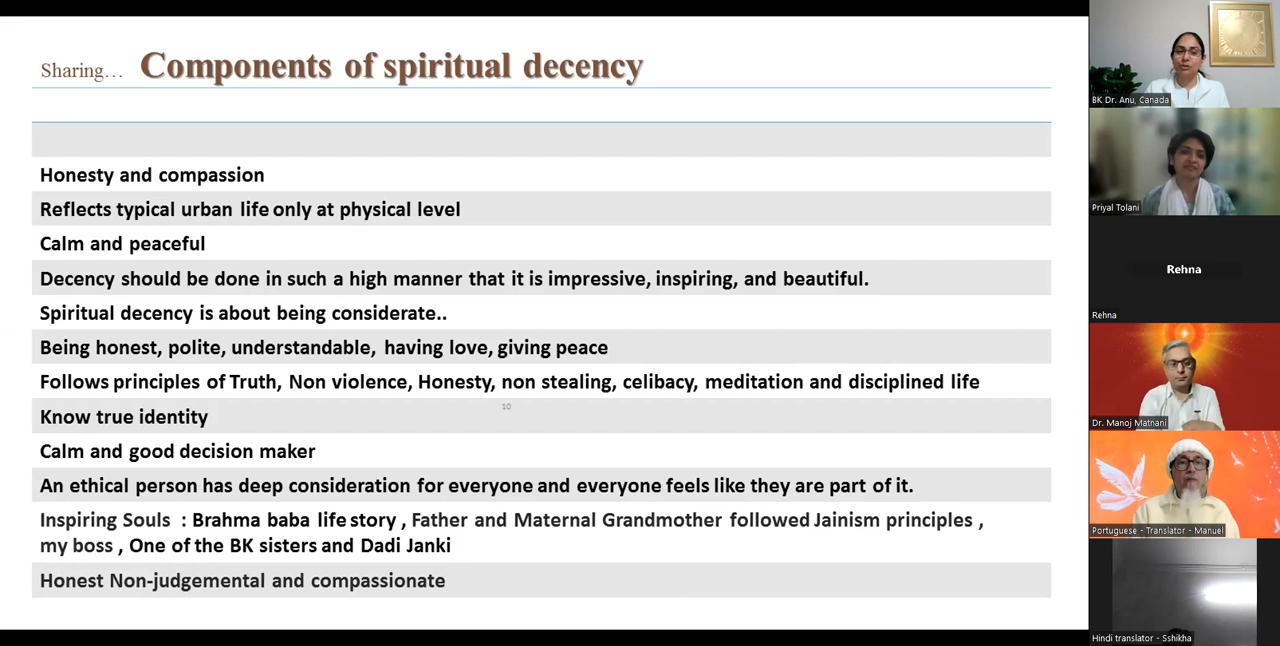 Sharing... Components of spiritual decency
Honesty and compassion
Reflects typical urban life only at physical level
Calm and peaceful
Decency should be done in such a high manner that it is impressive, inspiring, and beautiful.
Spiritual decency is about being considerate..
Being honest, polite, understandable, having love, giving peace
Follows principles of Truth, Non violence, Honesty, non stealing, celibacy, meditation and disciplined life
Know true identity
10
Calm and good decision maker
An ethical person has deep consideration for everyone and everyone feels like they are part of it.
Inspiring Souls : Brahma baba life story , Father and Maternal Grandmother followed Jainism principles ,
my boss , One of the BK sisters and Dadi Janki
Honest Non-judgemental and compassionate
BK Dr. Anu, Canada
Priyal Tolani
Rehna
Rehna
Dr. Manoj Matnani
Portuguese - Translator - Manuel
Hindi translator - Sshikha